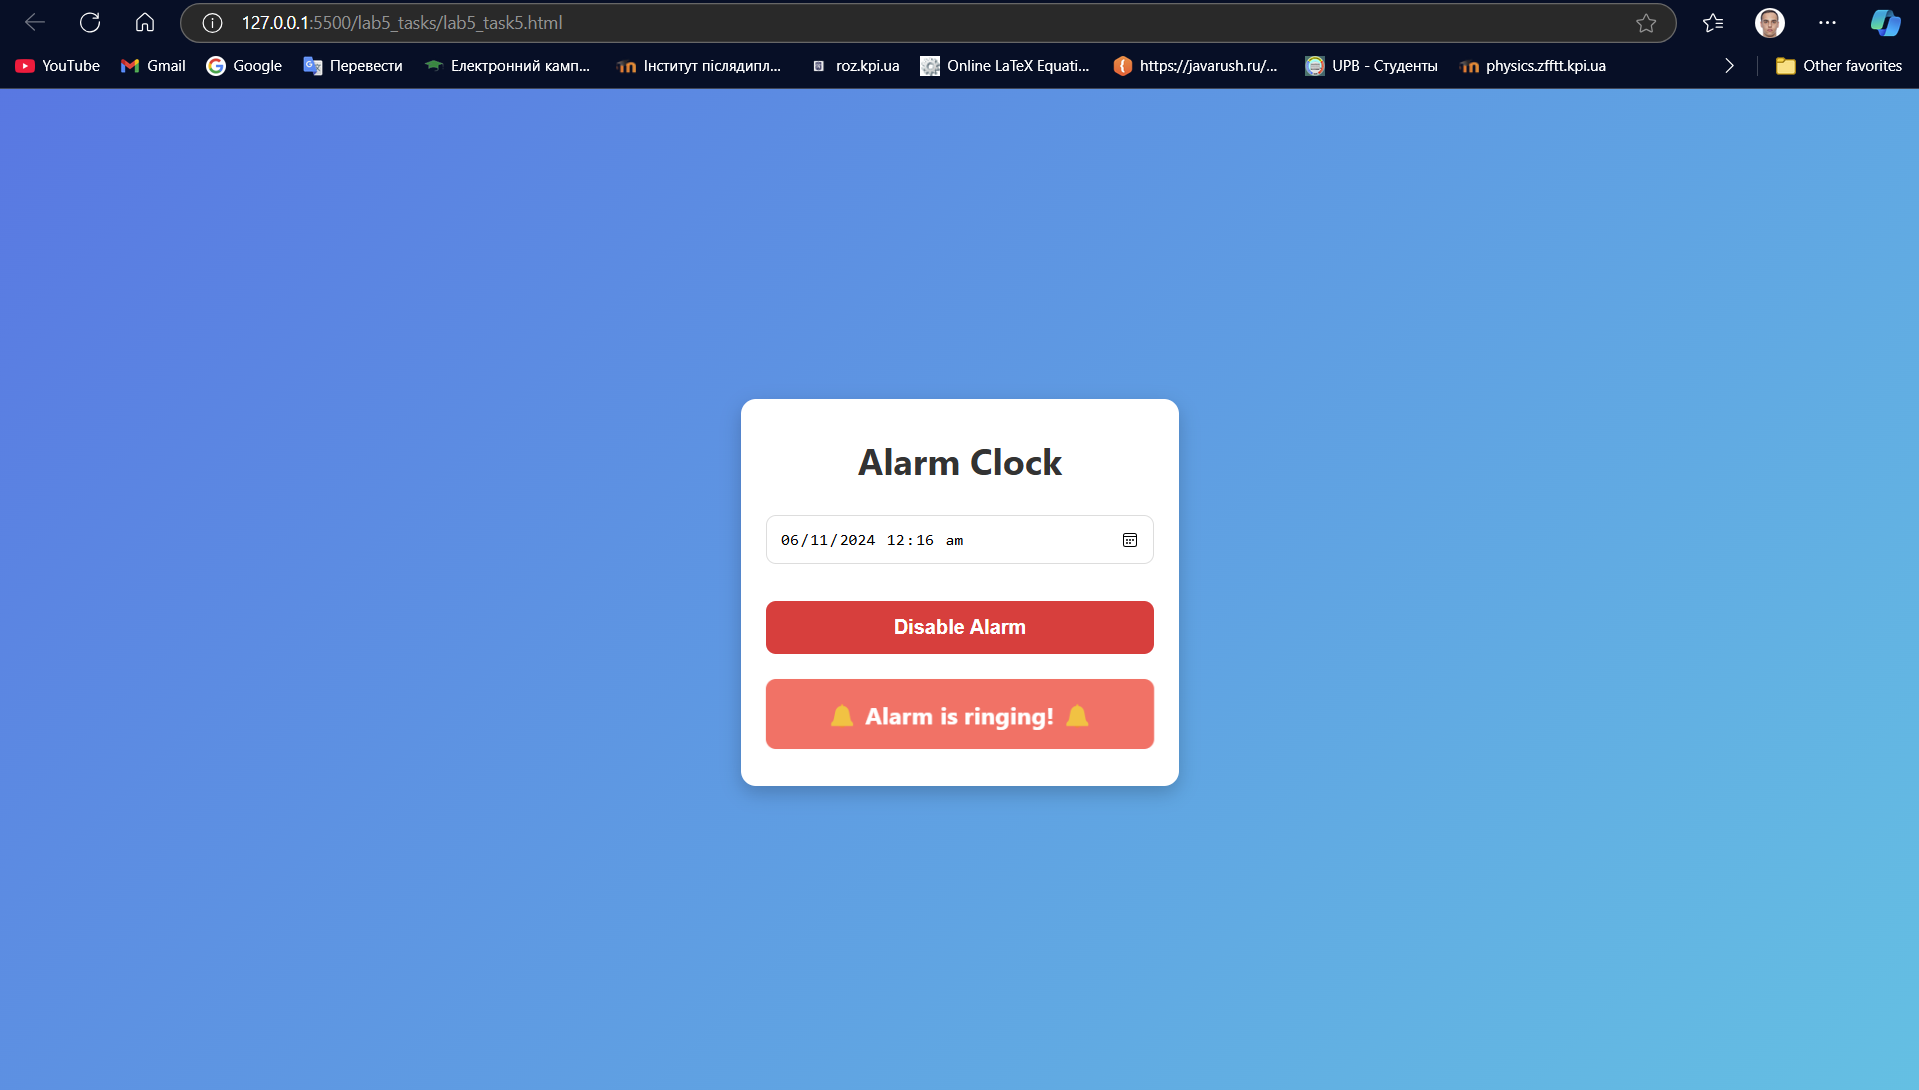 127.0.0.1:5500/lab5_tasks/lab5_task5.html
YouTube Gmail Google Перевести Електронний камп... Інститут післядипл... roz.kpi.ua Online LaTeX Equati... https://javarush.ru/... UPB - Студенты physics.zfftt.kpi.ua Other favorites
Alarm Clock
06/11/2024 12:16 am
Disable Alarm
🔔 Alarm is ringing! 🔔